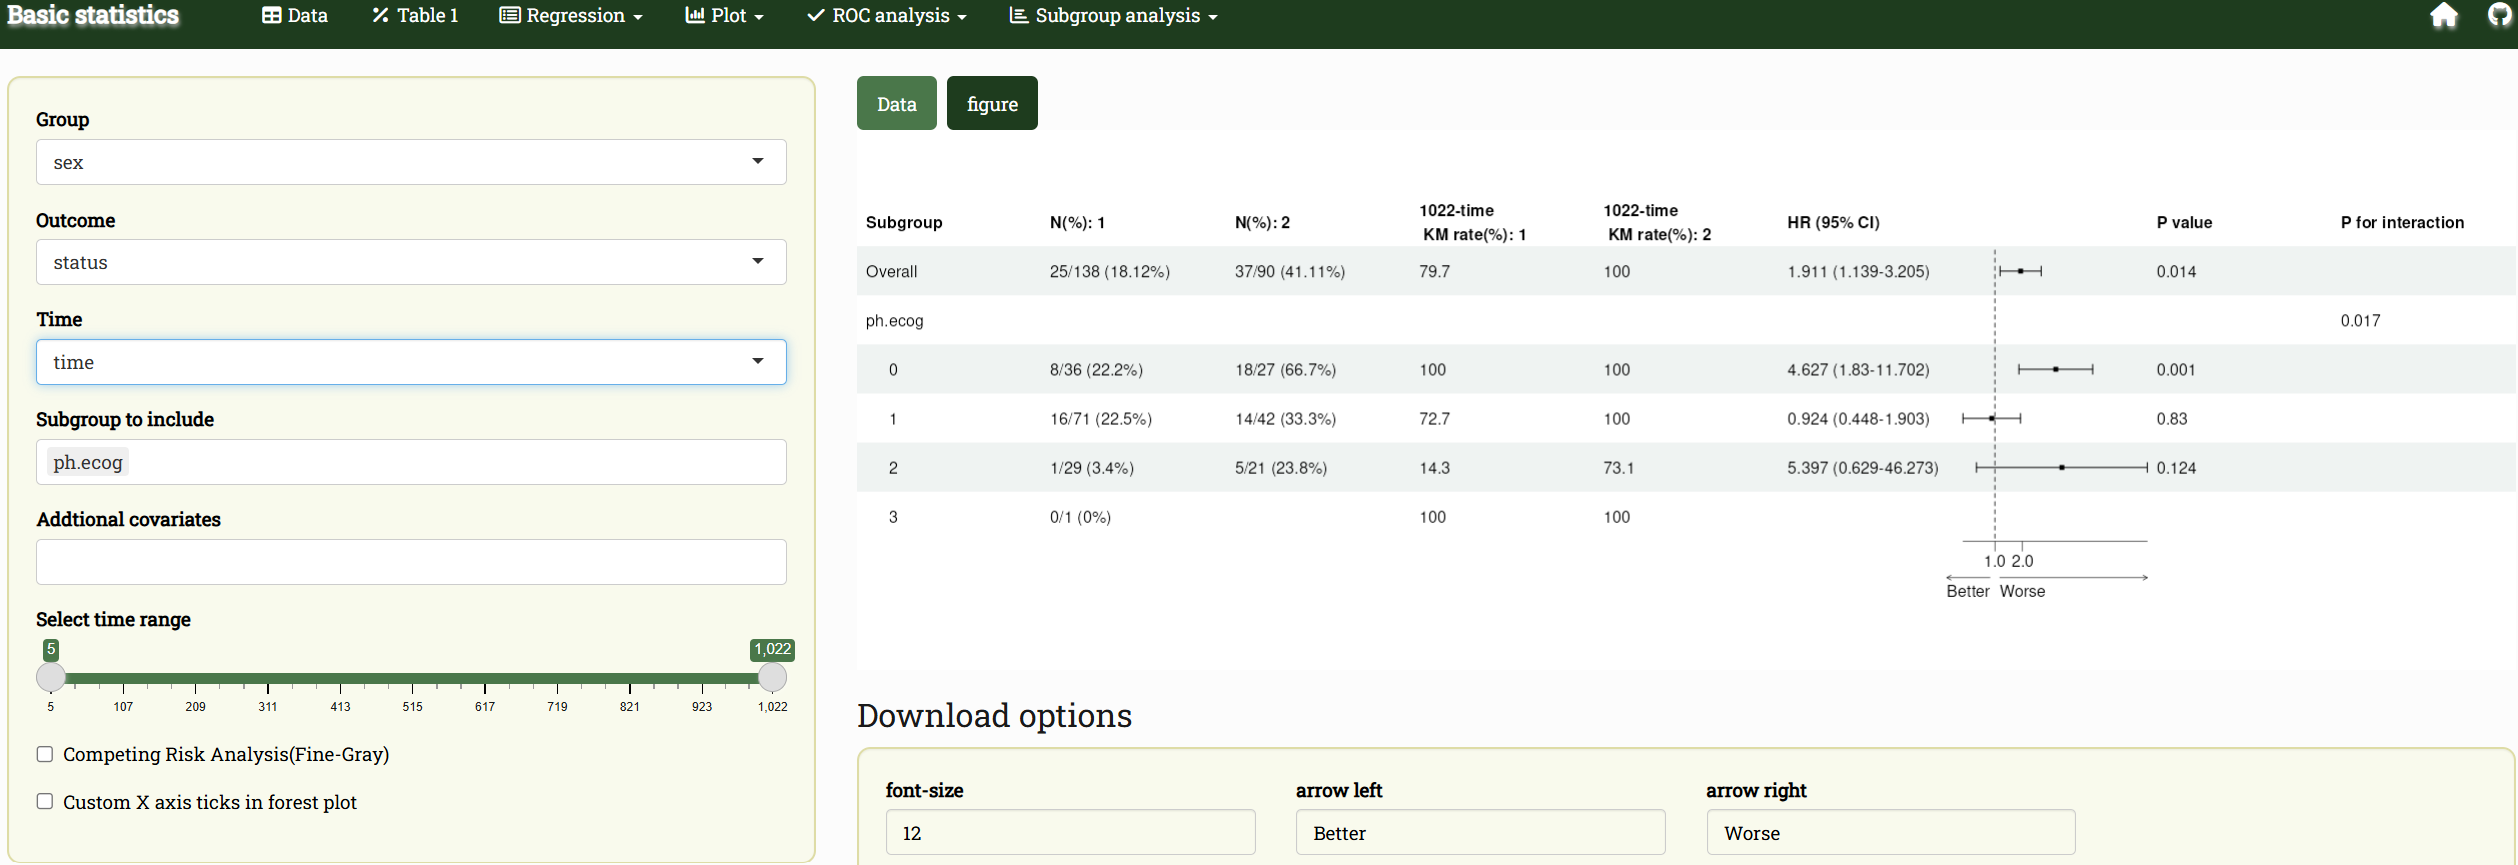 Basic statistics Data Table 1 Regression Plot ROC analysis Subgroup analysis
Group
sex
Outcome
status
Time
time
Subgroup to include
ph.ecog
Addtional covariates
Select time range
5 1,022
5 107 209 311 413 515 617 719 821 923 1,022
Competing Risk Analysis(Fine-Gray)
Custom X axis ticks in forest plot
Data figure
Subgroup N(%): 1 N(%): 2 1022-time KM rate(%): 1 1022-time KM rate(%): 2 HR (95% CI) P value P for interaction
Overall 25/138 (18.12%) 37/90 (41.11%) 79.7 100 1.911 (1.139-3.205) 0.014
ph.ecog 0.017
0 8/36 (22.2%) 18/27 (66.7%) 100 100 4.627 (1.83-11.702) 0.001
1 16/71 (22.5%) 14/42 (33.3%) 72.7 100 0.924 (0.448-1.903) 0.83
2 1/29 (3.4%) 5/21 (23.8%) 14.3 73.1 5.397 (0.629-46.273) 0.124
3 0/1 (0%) 100 100
1.0 2.0
Better Worse
Download options
font-size arrow left arrow right
12 Better Worse